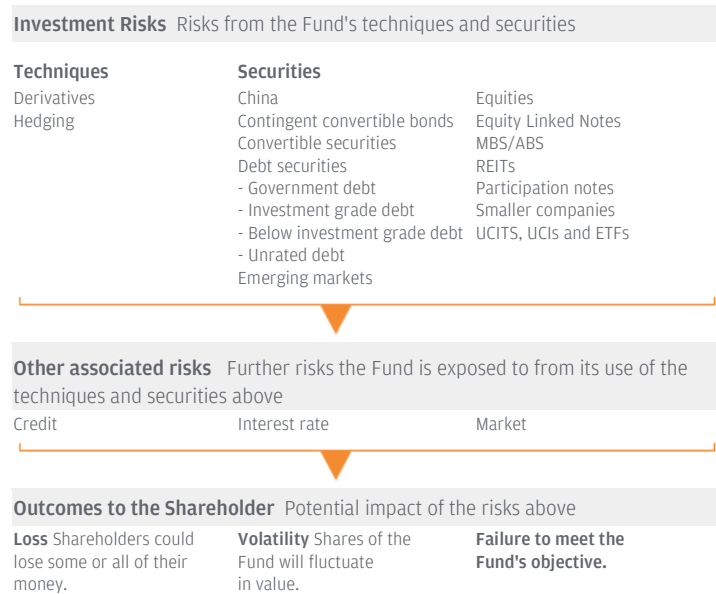 Investment Risks Risks from the Fund's techniques and securities
Techniques
Derivatives
Hedging
Securities
China
Contingent convertible bonds
Convertible securities
Debt securities
- Government debt
- Investment grade debt
- Below investment grade debt
- Unrated debt
Emerging markets
Equities
Equity Linked Notes
MBS/ABS
REITs
Participation notes
Smaller companies
UCITS, UCIs and ETFs
Other associated risks Further risks the Fund is exposed to from its use of the
techniques and securities above
Credit
Interest rate
Market
Outcomes to the Shareholder Potential impact of the risks above
Loss Shareholders could
lose some or all of their
money.
Volatility Shares of the
Fund will fluctuate
in value.
Failure to meet the
Fund's objective.